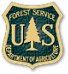 FOREST SERVICE
U S
DEPARTMENT OF AGRICULTURE